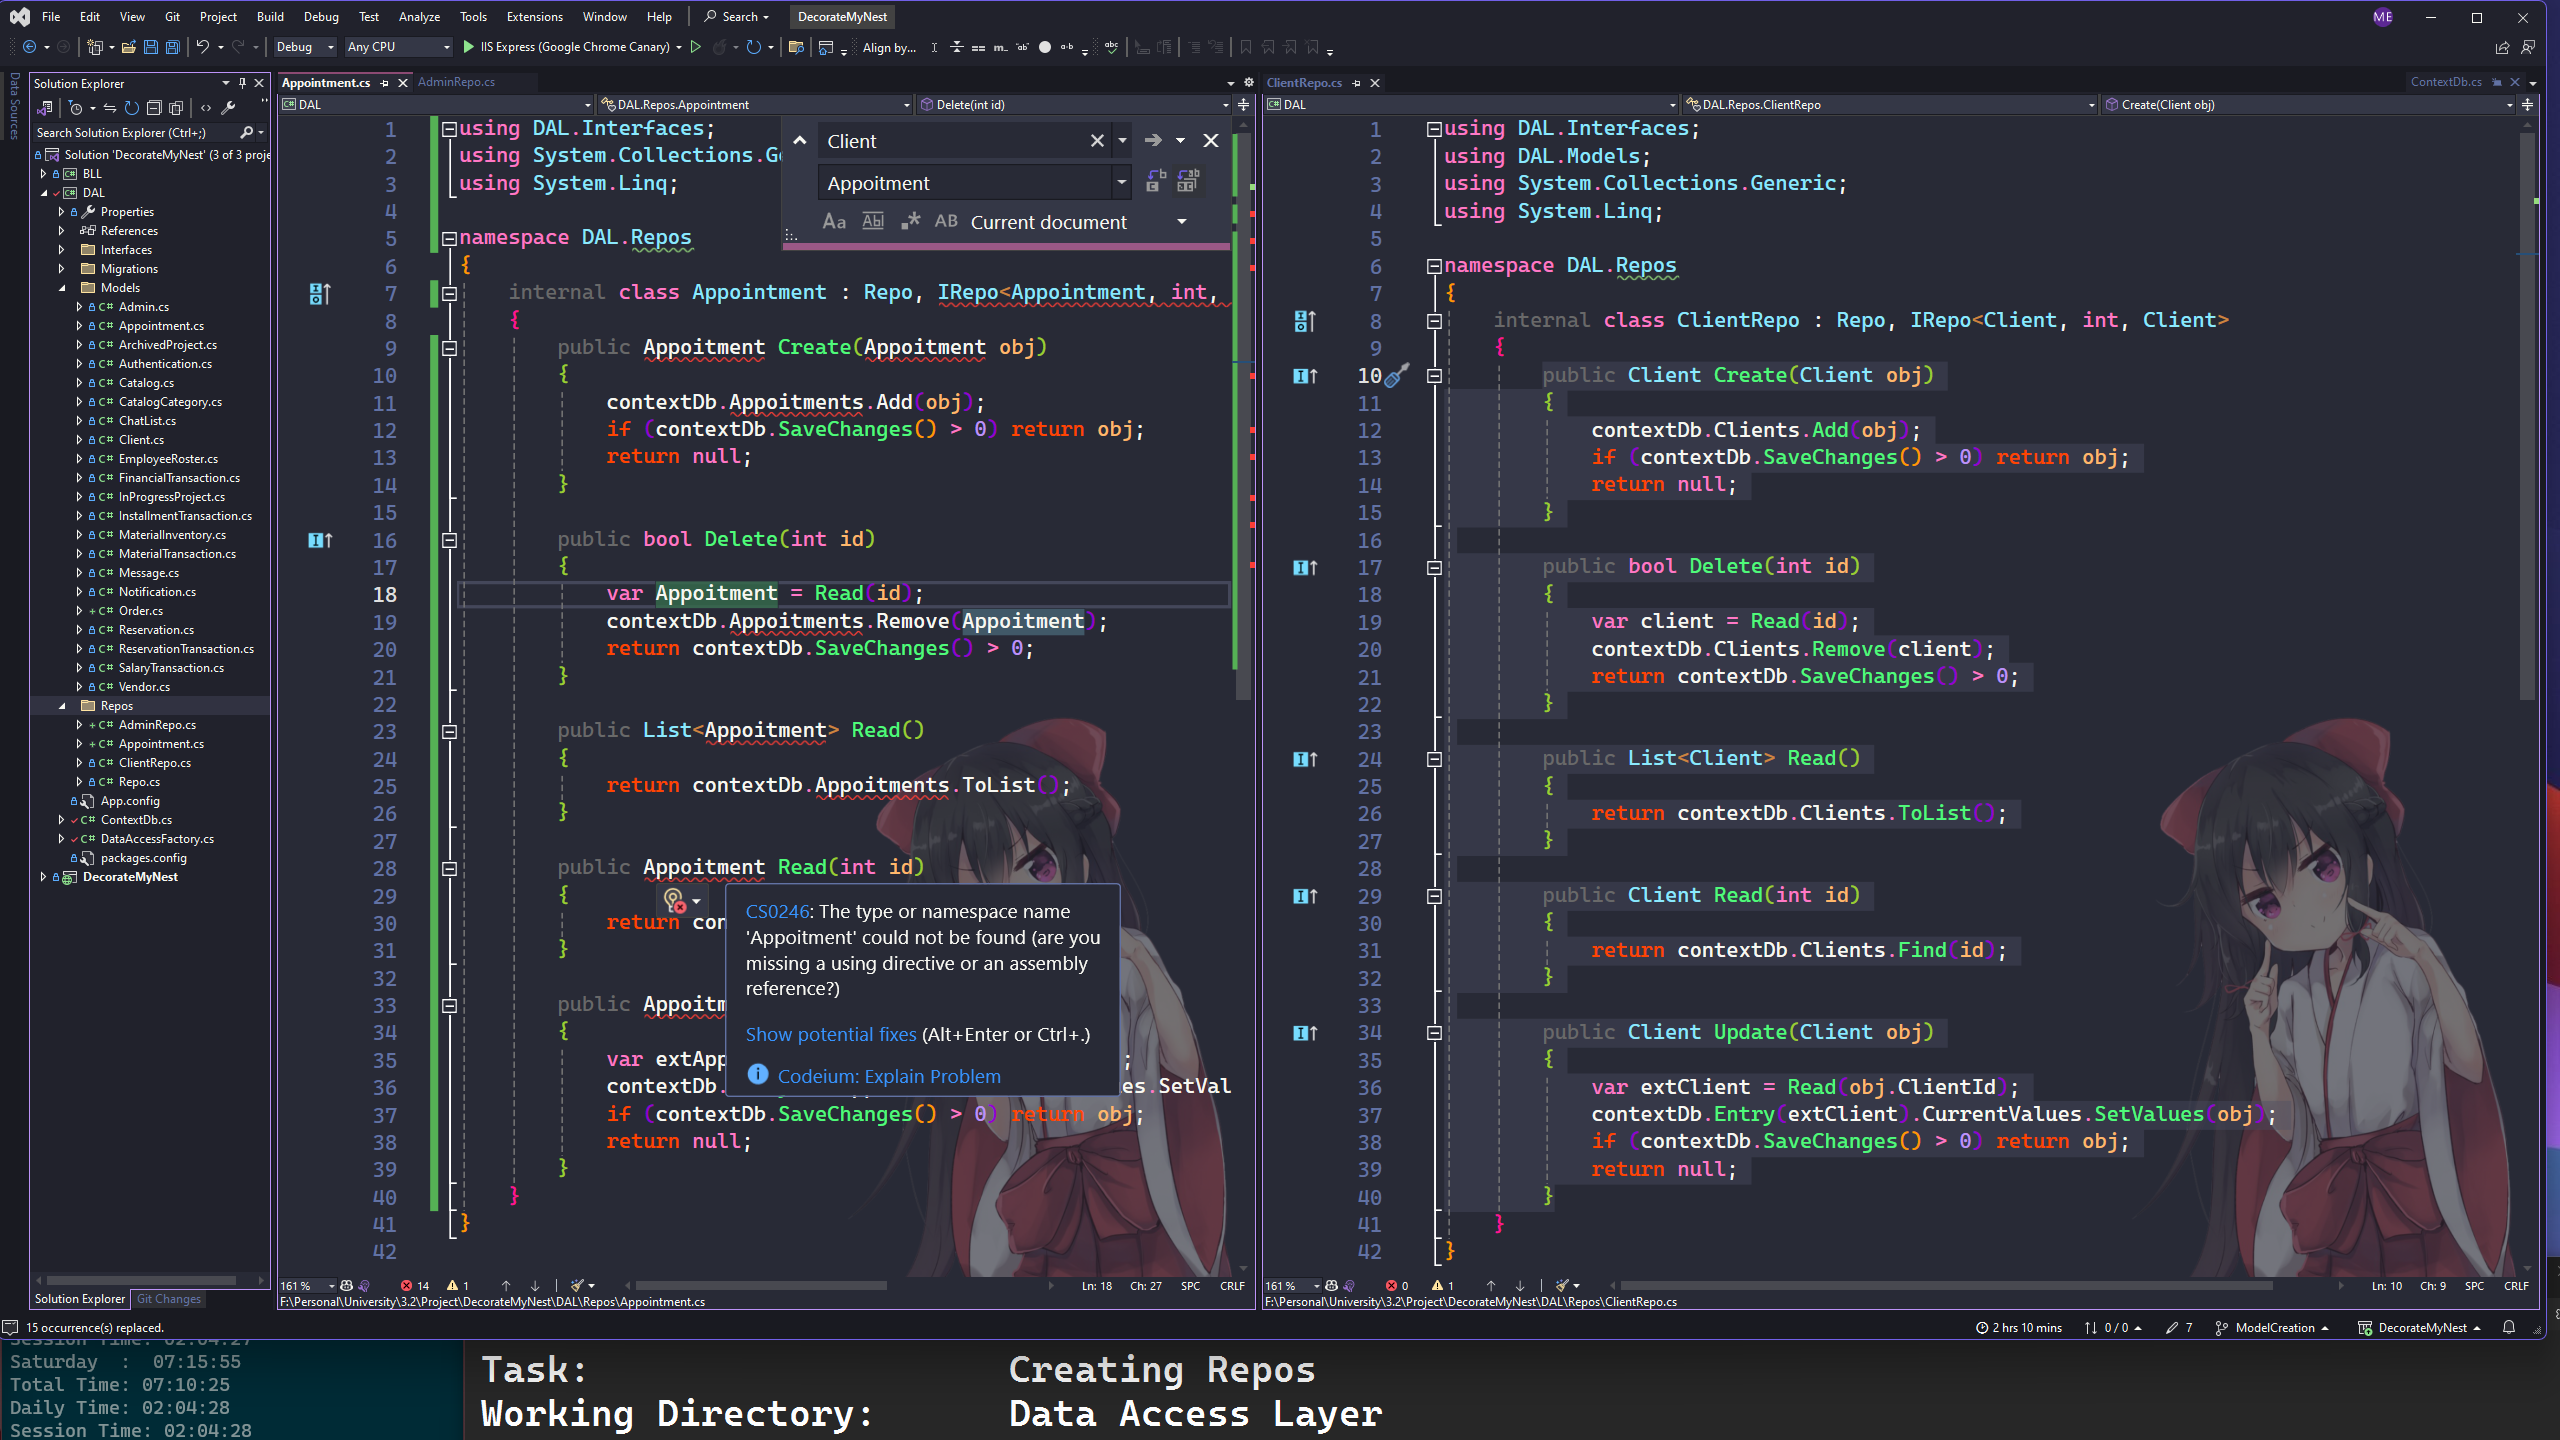 File Edit View Git Project Build Debug Test Analyze Tools Extensions Window Help Search DecorateMyNest ME
Debug Any CPU IIS Express (Google Chrome Canary) Align by...
Data Sources
Solution Explorer
Search Solution Explorer (Ctrl+;)
Solution 'DecorateMyNest' (3 of 3 proje
BLL
DAL
Properties
References
Interfaces
Migrations
Models
C# Admin.cs
C# Appointment.cs
C# ArchivedProject.cs
C# Authentication.cs
C# Catalog.cs
C# CatalogCategory.cs
C# ChatList.cs
C# Client.cs
C# EmployeeRoster.cs
C# FinancialTransaction.cs
C# InProgressProject.cs
C# InstallmentTransaction.cs
C# MaterialInventory.cs
C# MaterialTransaction.cs
C# Message.cs
C# Notification.cs
+ C# Order.cs
C# Reservation.cs
C# ReservationTransaction.cs
C# SalaryTransaction.cs
C# Vendor.cs
Repos
+ C# AdminRepo.cs
+ C# Appointment.cs
C# ClientRepo.cs
C# Repo.cs
App.config
C# ContextDb.cs
C# DataAccessFactory.cs
packages.config
DecorateMyNest
Solution Explorer Git Changes
Appointment.cs AdminRepo.cs
DAL DAL.Repos.Appointment Delete(int id)
Client
Appoitment
Aa Abl .* AB Current document
1 using DAL.Interfaces;
2 using System.Collections.Ge
3 using System.Linq;
4
5 namespace DAL.Repos
6 {
7 internal class Appointment : Repo, IRepo<Appointment, int,
8 {
9 public Appoitment Create(Appoitment obj)
10 {
11 contextDb.Appoitments.Add(obj);
12 if (contextDb.SaveChanges() > 0) return obj;
13 return null;
14 }
15
16 public bool Delete(int id)
17 {
18 var Appoitment = Read(id);
19 contextDb.Appoitments.Remove(Appoitment);
20 return contextDb.SaveChanges() > 0;
21 }
22
23 public List<Appoitment> Read()
24 {
25 return contextDb.Appoitments.ToList();
26 }
27
28 public Appoitment Read(int id)
29 {
30 return con
31 }
32
33 public Appoitm
34 {
35 var extApp ;
36 contextDb. es.SetVal
37 if (contextDb.SaveChanges() > 0) return obj;
38 return null;
39 }
40 }
41 }
42
CS0246: The type or namespace name
'Appoitment' could not be found (are you
missing a using directive or an assembly
reference?)
Show potential fixes (Alt+Enter or Ctrl+.)
Codeium: Explain Problem
161 % 14 1 Ln: 18 Ch: 27 SPC CRLF
F:\Personal\University\3.2\Project\DecorateMyNest\DAL\Repos\Appointment.cs
ClientRepo.cs ContextDb.cs
DAL DAL.Repos.ClientRepo Create(Client obj)
1 using DAL.Interfaces;
2 using DAL.Models;
3 using System.Collections.Generic;
4 using System.Linq;
5
6 namespace DAL.Repos
7 {
8 internal class ClientRepo : Repo, IRepo<Client, int, Client>
9 {
10 public Client Create(Client obj)
11 {
12 contextDb.Clients.Add(obj);
13 if (contextDb.SaveChanges() > 0) return obj;
14 return null;
15 }
16
17 public bool Delete(int id)
18 {
19 var client = Read(id);
20 contextDb.Clients.Remove(client);
21 return contextDb.SaveChanges() > 0;
22 }
23
24 public List<Client> Read()
25 {
26 return contextDb.Clients.ToList();
27 }
28
29 public Client Read(int id)
30 {
31 return contextDb.Clients.Find(id);
32 }
33
34 public Client Update(Client obj)
35 {
36 var extClient = Read(obj.ClientId);
37 contextDb.Entry(extClient).CurrentValues.SetValues(obj);
38 if (contextDb.SaveChanges() > 0) return obj;
39 return null;
40 }
41 }
42 }
161 % 0 1 Ln: 10 Ch: 9 SPC CRLF
F:\Personal\University\3.2\Project\DecorateMyNest\DAL\Repos\ClientRepo.cs
15 occurrence(s) replaced. 2 hrs 10 mins 0 / 0 7 ModelCreation DecorateMyNest
Session Time: 02:04:27
Saturday : 07:15:55
Total Time: 07:10:25
Daily Time: 02:04:28
Session Time: 02:04:28
Task: Creating Repos
Working Directory: Data Access Layer